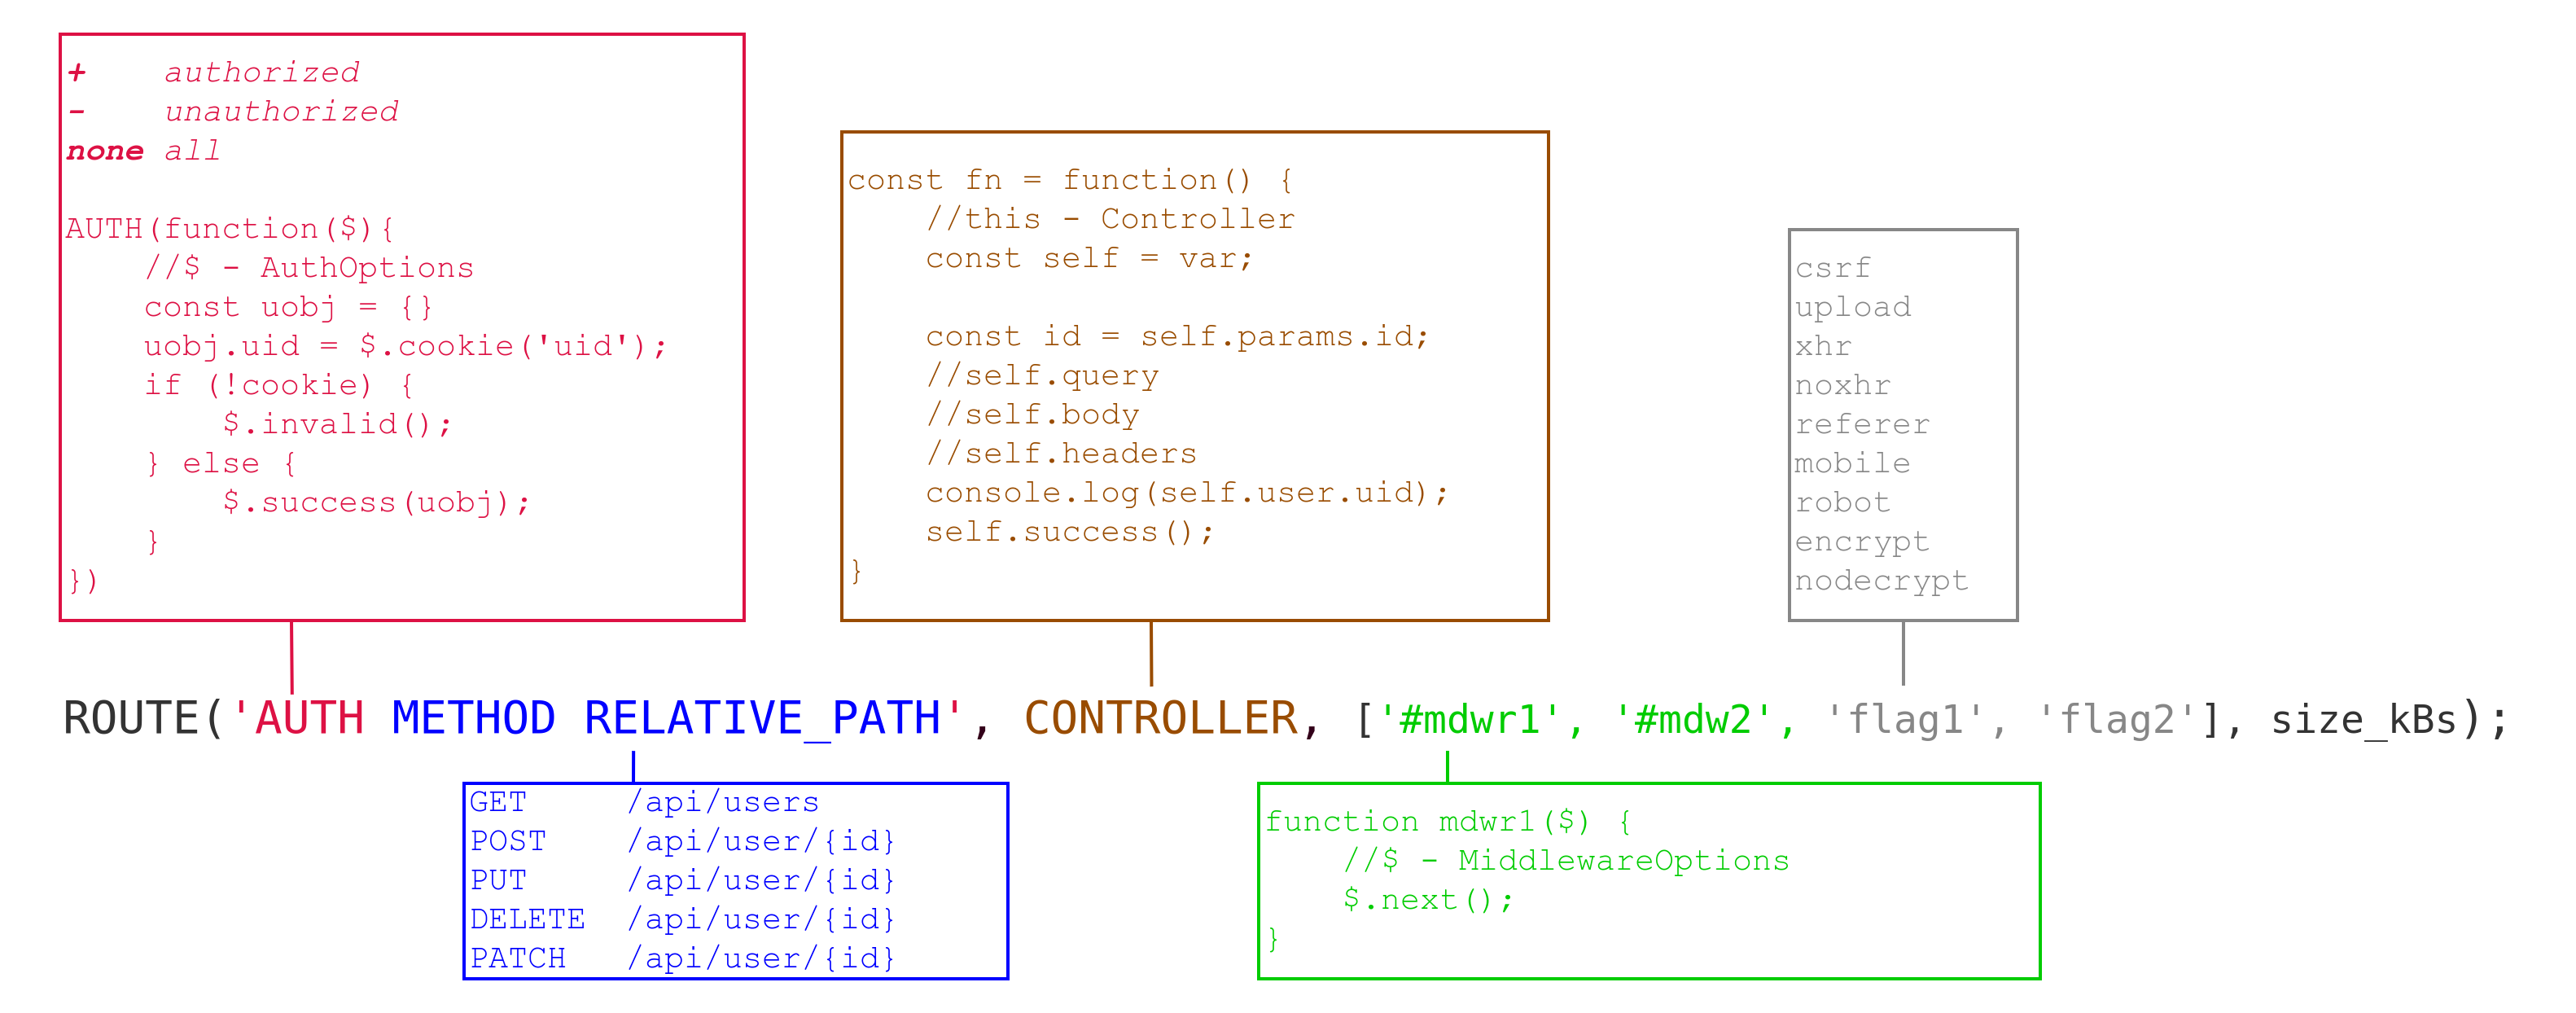 +    authorized
-    unauthorized
none all

AUTH(function($){
    //$ - AuthOptions
    const uobj = {}
    uobj.uid = $.cookie('uid');
    if (!cookie) {
        $.invalid();
    } else {
        $.success(uobj);
    }
})

const fn = function() {
    //this - Controller
    const self = var;

    const id = self.params.id;
    //self.query
    //self.body
    //self.headers
    console.log(self.user.uid);
    self.success();
}

csrf
upload
xhr
noxhr
referer
mobile
robot
encrypt
nodecrypt

ROUTE('AUTH METHOD RELATIVE_PATH', CONTROLLER, ['#mdwr1', '#mdw2', 'flag1', 'flag2'], size_kBs);

GET     /api/users
POST    /api/user/{id}
PUT     /api/user/{id}
DELETE  /api/user/{id}
PATCH   /api/user/{id}

function mdwr1($) {
    //$ - MiddlewareOptions
    $.next();
}